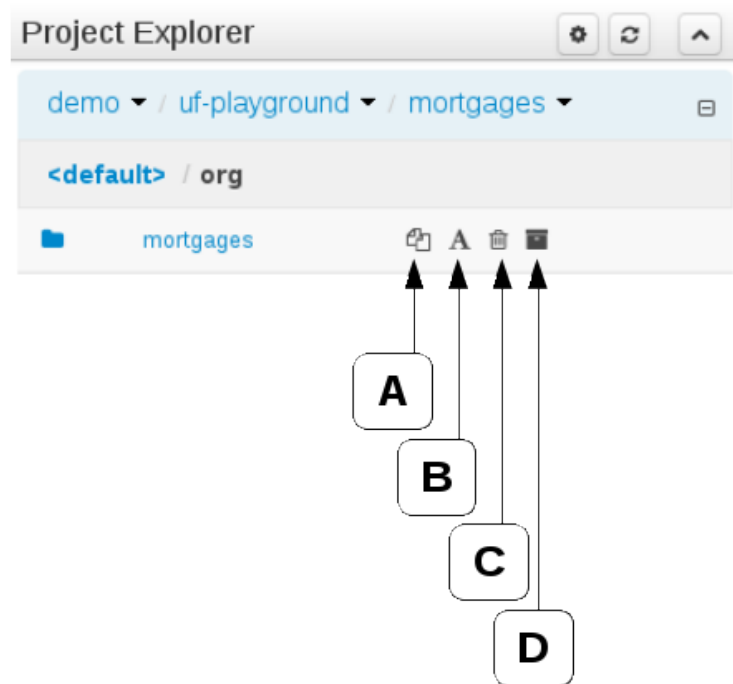 Project Explorer
demo / uf-playground / mortgages
<default> / org
mortgages A
A
B
C
D